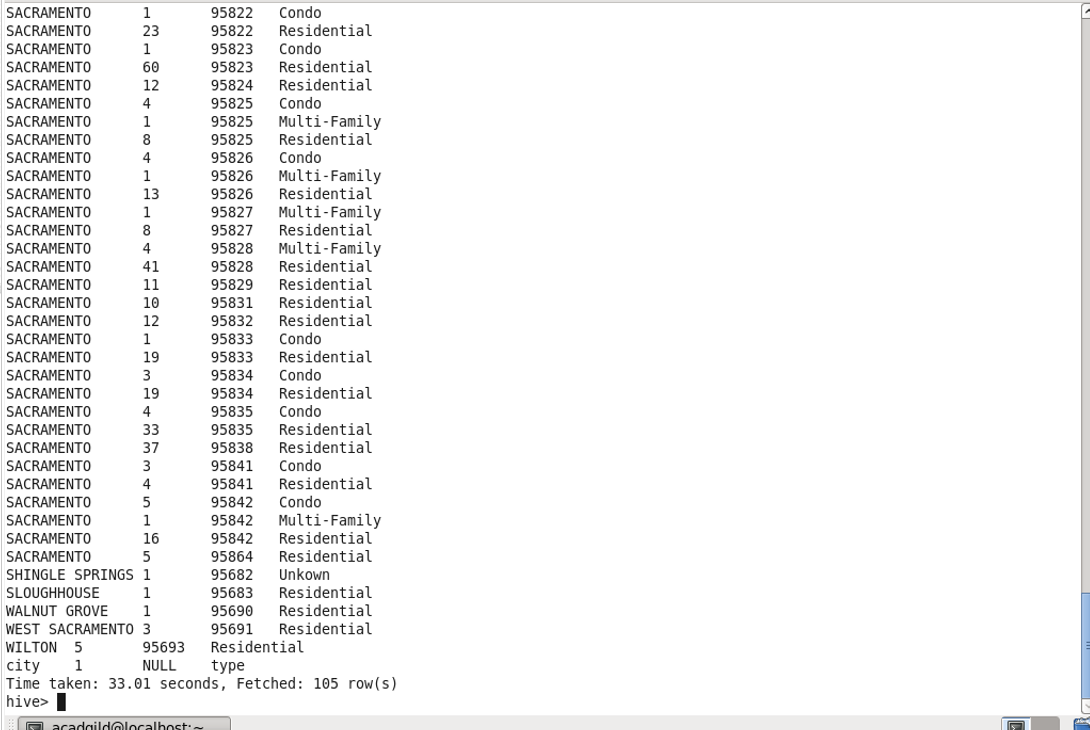 SACRAMENTO 1 95822 Condo
SACRAMENTO 23 95822 Residential
SACRAMENTO 1 95823 Condo
SACRAMENTO 60 95823 Residential
SACRAMENTO 12 95824 Residential
SACRAMENTO 4 95825 Condo
SACRAMENTO 1 95825 Multi-Family
SACRAMENTO 8 95825 Residential
SACRAMENTO 4 95826 Condo
SACRAMENTO 1 95826 Multi-Family
SACRAMENTO 13 95826 Residential
SACRAMENTO 1 95827 Multi-Family
SACRAMENTO 8 95827 Residential
SACRAMENTO 4 95828 Multi-Family
SACRAMENTO 41 95828 Residential
SACRAMENTO 11 95829 Residential
SACRAMENTO 10 95831 Residential
SACRAMENTO 12 95832 Residential
SACRAMENTO 1 95833 Condo
SACRAMENTO 19 95833 Residential
SACRAMENTO 3 95834 Condo
SACRAMENTO 19 95834 Residential
SACRAMENTO 4 95835 Condo
SACRAMENTO 33 95835 Residential
SACRAMENTO 37 95838 Residential
SACRAMENTO 3 95841 Condo
SACRAMENTO 4 95841 Residential
SACRAMENTO 5 95842 Condo
SACRAMENTO 1 95842 Multi-Family
SACRAMENTO 16 95842 Residential
SACRAMENTO 5 95864 Residential
SHINGLE SPRINGS 1 95682 Unkown
SLOUGHHOUSE 1 95683 Residential
WALNUT GROVE 1 95690 Residential
WEST SACRAMENTO 3 95691 Residential
WILTON 5 95693 Residential
city 1 NULL type
Time taken: 33.01 seconds, Fetched: 105 row(s)
hive>
acadgild@localhost:~